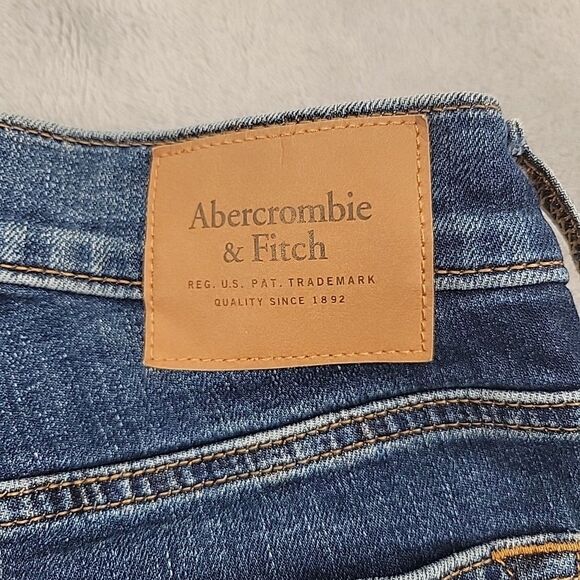 Abercrombie
& Fitch
REG. U.S. PAT. TRADEMARK
QUALITY SINCE 1892